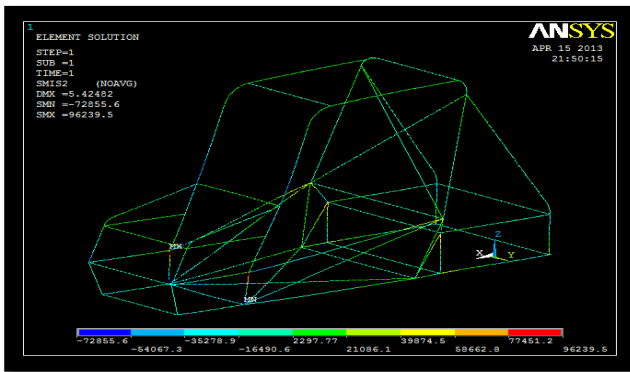 1
ELEMENT SOLUTION
STEP=1
SUB =1
TIME=1
SMIS2 (NOAVG)
DMX =5.42482
SMN =-72855.6
SMX =96239.5
ANSYS
APR 15 2013
21:50:15
MX
Z
X Y
MN
-72855.6 -35278.9 2297.77 39874.5 77451.2
-54067.3 -16490.6 21086.1 58662.8 96239.5